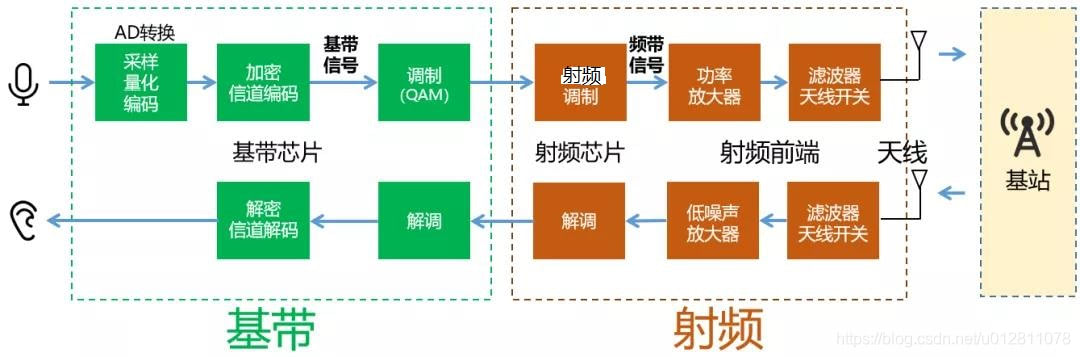 AD转换
采样
量化
编码
加密
信道编码
基带
信号
调制
(QAM)
射频
调制
频带
信号
功率
放大器
滤波器
天线开关
基带芯片
射频芯片
射频前端
天线
基站
解密
信道解码
解调
解调
低噪声
放大器
滤波器
天线开关
基带
射频
https://blog.csdn.net/u012811078